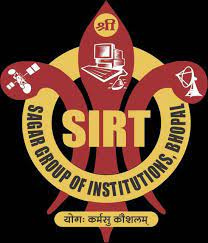 श्री
SIRT
SAGAR GROUP OF INSTITUTIONS, BHOPAL
योगः कर्मसु कौशलम्